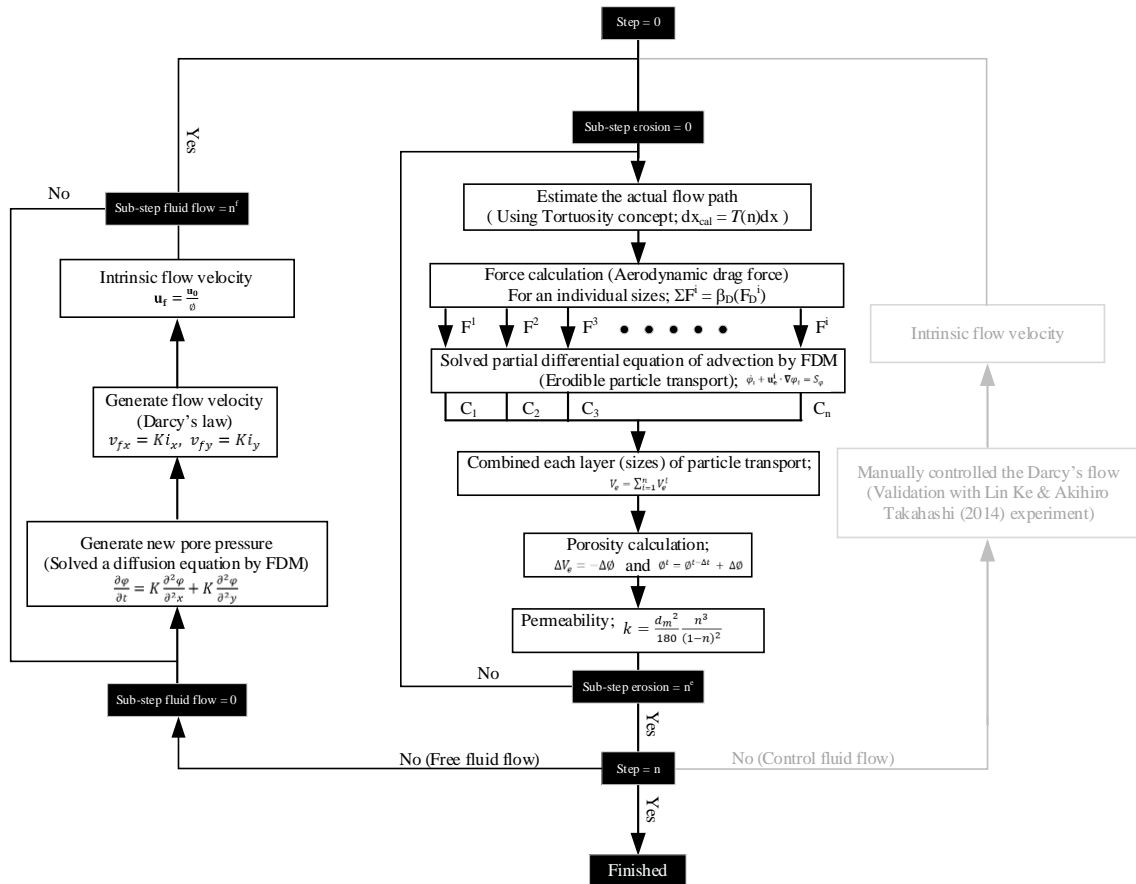 Step = 0
Sub-step erosion = 0
Estimate the actual flow path
( Using Tortuosity concept; dx_cal = T(n)dx )
Force calculation (Aerodynamic drag force)
For an individual sizes; ΣF^i = β_D(F_D^i)
F^1 F^2 F^3 • • • • • • F^i
Solved partial differential equation of advection by FDM
(Erodible particle transport); φ̇_i + u_e^i · ∇φ_i = S_φ
C_1 C_2 C_3 C_n
Combined each layer (sizes) of particle transport;
V_e = ∑_{i=1}^n V_e^i
Porosity calculation;
ΔV_e = −Δ∅ and ∅^t = ∅^{t−Δt} + Δ∅
Permeability; k = d_m^2/180 n^3/(1−n)^2
Sub-step erosion = n^e
No
Yes
Step = n
Yes
Finished
No (Free fluid flow)
Sub-step fluid flow = 0
Generate new pore pressure
(Solved a diffusion equation by FDM)
∂φ/∂t = K ∂^2φ/∂^2x + K ∂^2φ/∂^2y
Generate flow velocity
(Darcy’s law)
v_fx = Ki_x, v_fy = Ki_y
Intrinsic flow velocity
u_f = u_0/∅
Sub-step fluid flow = n^f
No
Yes
No (Control fluid flow)
Manually controlled the Darcy’s flow
(Validation with Lin Ke & Akihiro
Takahashi (2014) experiment)
Intrinsic flow velocity